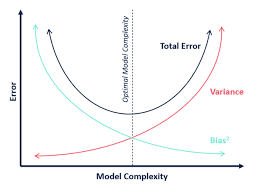 Optimal Model Complexity
Total Error
Variance
Bias²
Error
Model Complexity